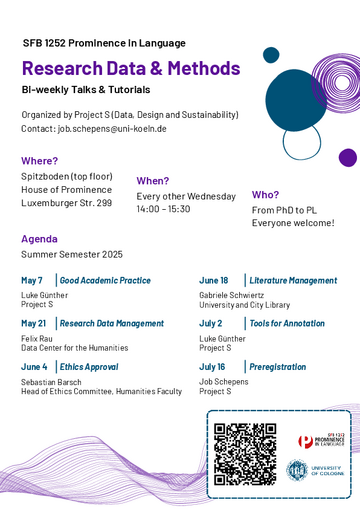 SFB 1252 Prominence in Language
Research Data & Methods
Bi-weekly Talks & Tutorials
Organized by Project S (Data, Design and Sustainability)
Contact: job.schepens@uni-koeln.de
Where?
Spitzboden (top floor)
House of Prominence
Luxemburger Str. 299
When?
Every other Wednesday
14:00 – 15:30
Who?
From PhD to PL
Everyone welcome!
Agenda
Summer Semester 2025
May 7 Good Academic Practice
Luke Günther
Project S
May 21 Research Data Management
Felix Rau
Data Center for the Humanities
June 4 Ethics Approval
Sebastian Barsch
Head of Ethics Committee, Humanities Faculty
June 18 Literature Management
Gabriele Schwiertz
University and City Library
July 2 Tools for Annotation
Luke Günther
Project S
July 16 Preregistration
Job Schepens
Project S
SFB 1252
PROMINENCE
IN LANGUAGE
UNIVERSITY
OF COLOGNE